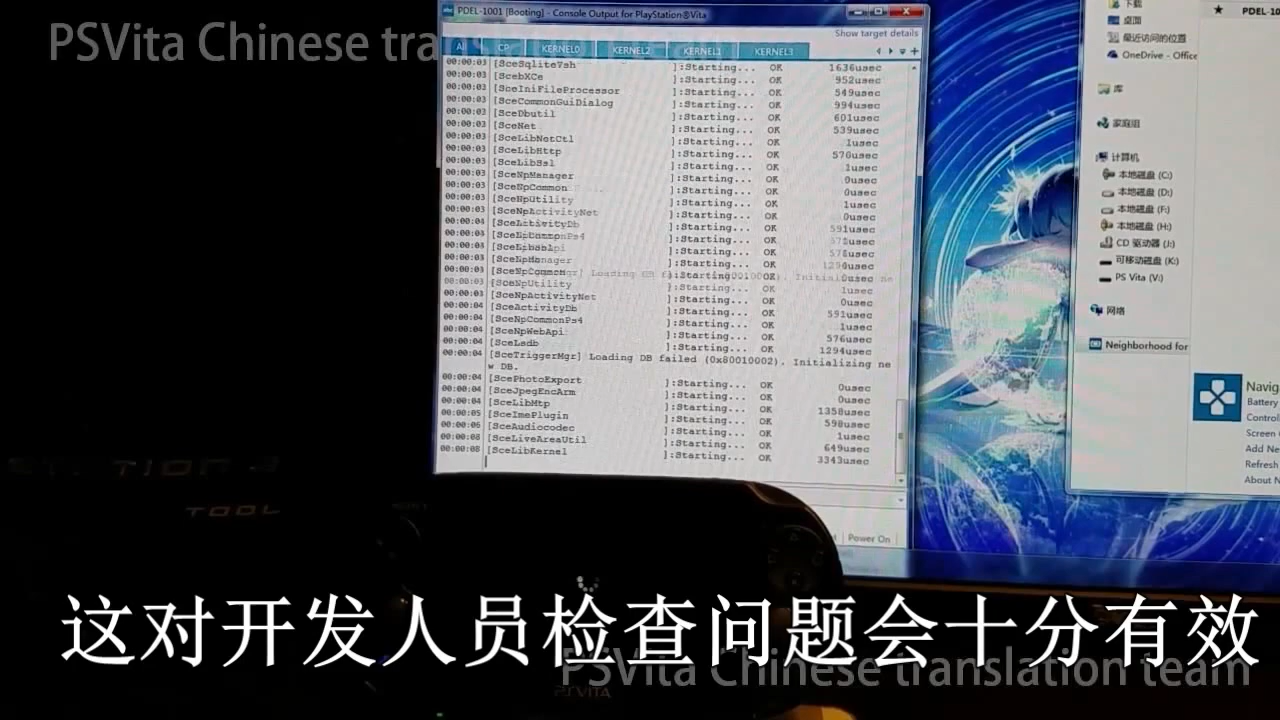 PSVita Chinese tra
PDEL-1001 [Booting] - Console Output for PlayStation®Vita
Show target details
CP KERNEL0 KERNEL2 KERNEL1 KERNEL3
00:00:03 [SceSqliteVsh ]:Starting... OK 1636usec
00:00:03 [ScebXCe ]:Starting... OK 952usec
00:00:03 [SceIniFileProcessor ]:Starting... OK 549usec
00:00:03 [SceCommonGuiDialog ]:Starting... OK 994usec
00:00:03 [SceDbutil ]:Starting... OK 601usec
00:00:03 [SceNet ]:Starting... OK 539usec
00:00:03 [SceLibNetCtl ]:Starting... OK 1usec
00:00:03 [SceLibHttp ]:Starting... OK 576usec
00:00:03 [SceLibSsl ]:Starting... OK 1usec
00:00:03 [SceNpManager ]:Starting... OK 0usec
00:00:03 [SceNpCommon ]:Starting... OK 0usec
00:00:03 [SceNpUtility ]:Starting... OK 1usec
00:00:03 [SceNpActivityNet ]:Starting... OK 0usec
00:00:03 [SceNpUtility ]:Starting... OK 1usec
00:00:03 [SceNpActivityNet ]:Starting... OK 0usec
00:00:04 [SceActivityDb ]:Starting... OK 591usec
00:00:04 [SceNpCommonPs4 ]:Starting... OK 1usec
00:00:04 [SceNpWebApi ]:Starting... OK 576usec
00:00:04 [SceLsdb ]:Starting... OK 1294usec
00:00:04 [SceTriggerMgr] Loading DB failed (0x80010002). Initializing ne
w DB.
00:00:04 [ScePhotoExport ]:Starting... OK 0usec
00:00:04 [SceJpegEncArm ]:Starting... OK 0usec
00:00:04 [SceLibMtp ]:Starting... OK 1358usec
00:00:05 [SceImePlugin ]:Starting... OK 598usec
00:00:06 [SceAudiocodec ]:Starting... OK 1usec
00:00:08 [SceLiveAreaUtil ]:Starting... OK 649usec
00:00:08 [SceLibKernel ]:Starting... OK 3343usec
Power On
下载
桌面
最近访问的位置
OneDrive - Office
库
家庭组
计算机
本地磁盘 (C:)
本地磁盘 (D:)
本地磁盘 (F:)
本地磁盘 (H:)
CD 驱动器 (J:)
可移动磁盘 (K:)
PS Vita (V:)
网络
Neighborhood for
PDEL-10
Navig
Battery
Control
Screen
Add Ne
Refresh
About N
TOOL
这对开发人员检查问题会十分有效
PSVita Chinese translation team
PSVITA